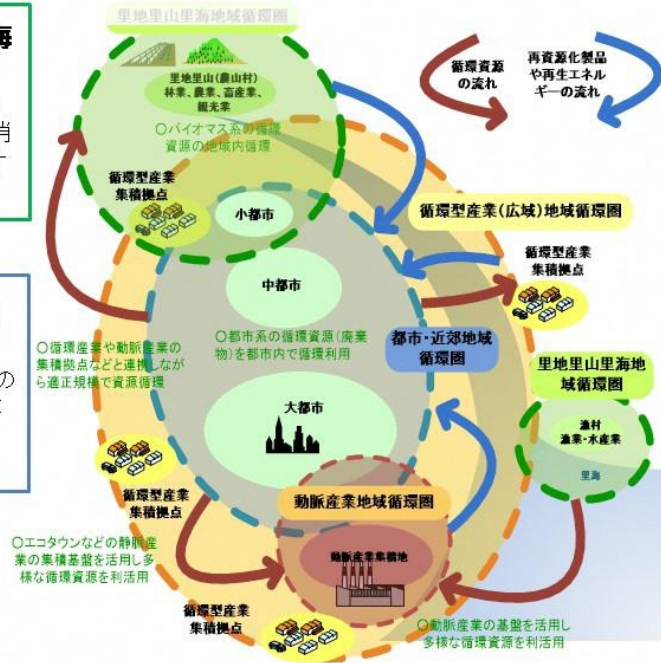 里地里山里海地域循環圏
海
消
の
里地里山(農山村)
林業、農業、畜産業、
観光業
○バイオマス系の循環
資源の地域内循環
循環資源
の流れ
再資源化製品
や再生エネル
ギーの流れ
循環型産業
集積拠点
小都市
循環型産業(広域)地域循環圏
循環型産業
集積拠点
中都市
○都市系の循環資源(廃棄
物)を都市内で循環利用
都市・近郊地域
循環圏
○循環産業や動脈産業の
集積拠点などと連携しなが
ら適正規模で資源循環
里地里山里海地
域循環圏
大都市
漁村
漁業・水産業
里海
循環型産業
集積拠点
動脈産業地域循環圏
○エコタウンなどの静脈産
業の集積基盤を活用し多
様な循環資源を利活用
動脈産業集積地
循環型産業
集積拠点
○動脈産業の基盤を活用し
多様な循環資源を利活用